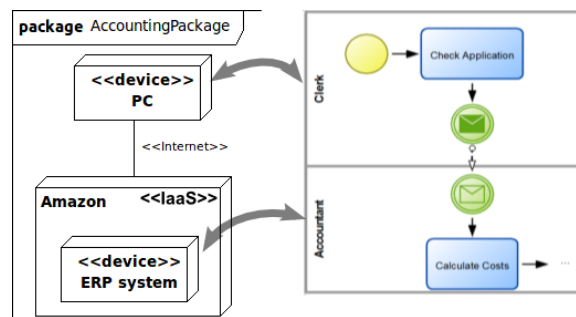 package AccountingPackage
<<device>>
PC
<<Internet>>
Amazon
<<IaaS>>
<<device>>
ERP system
Clerk
Check Application
Accountant
Calculate Costs
...